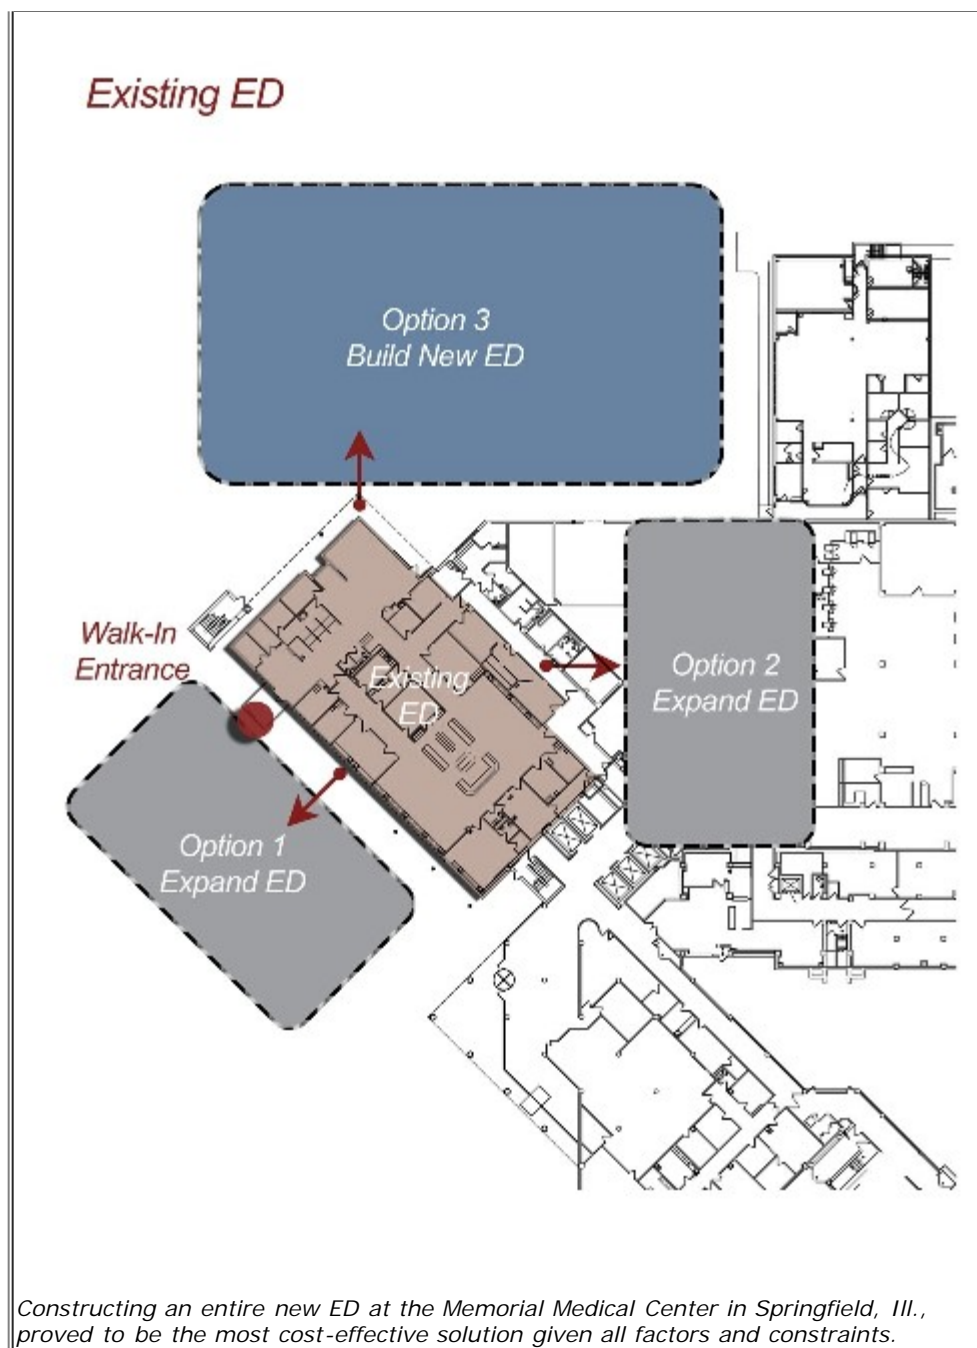 Existing ED
Option 3
Build New ED
Walk-In
Entrance
Existing
ED
Option 2
Expand ED
Option 1
Expand ED
Constructing an entire new ED at the Memorial Medical Center in Springfield, Ill.,
proved to be the most cost-effective solution given all factors and constraints.